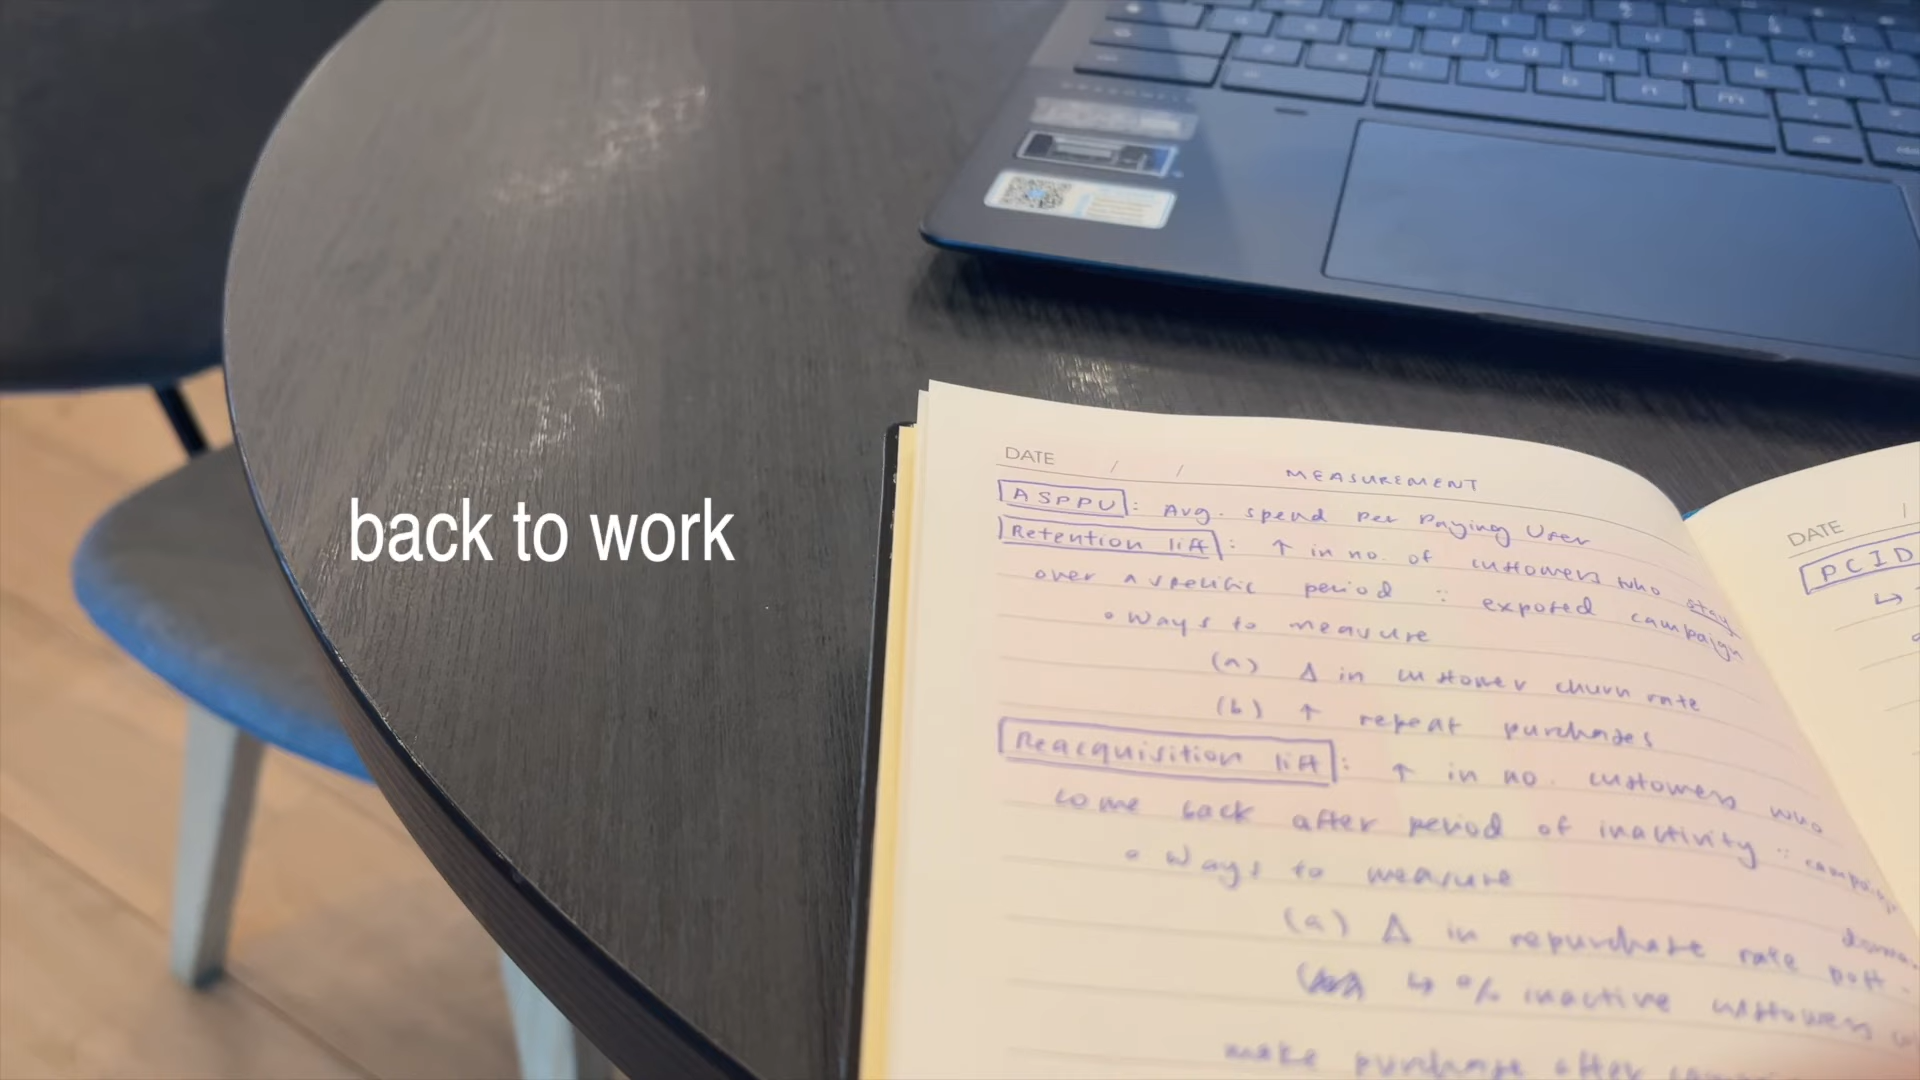 back to work
DATE / /
MEASUREMENT
ASPPU: Avg. spend per Paying User
Retention lift: ↑ in no. of customers who stay
over a specific period ∵ exposed campaign
• Ways to measure
(a) Δ in customer churn rate
(b) ↑ repeat purchases
Reacquisition lift: ↑ in no. customers who
come back after period of inactivity ∵ campaign
• Ways to measure
(a) Δ in repurchase rate
↳ % inactive customers
make purchase after
DATE /
PCID
↳